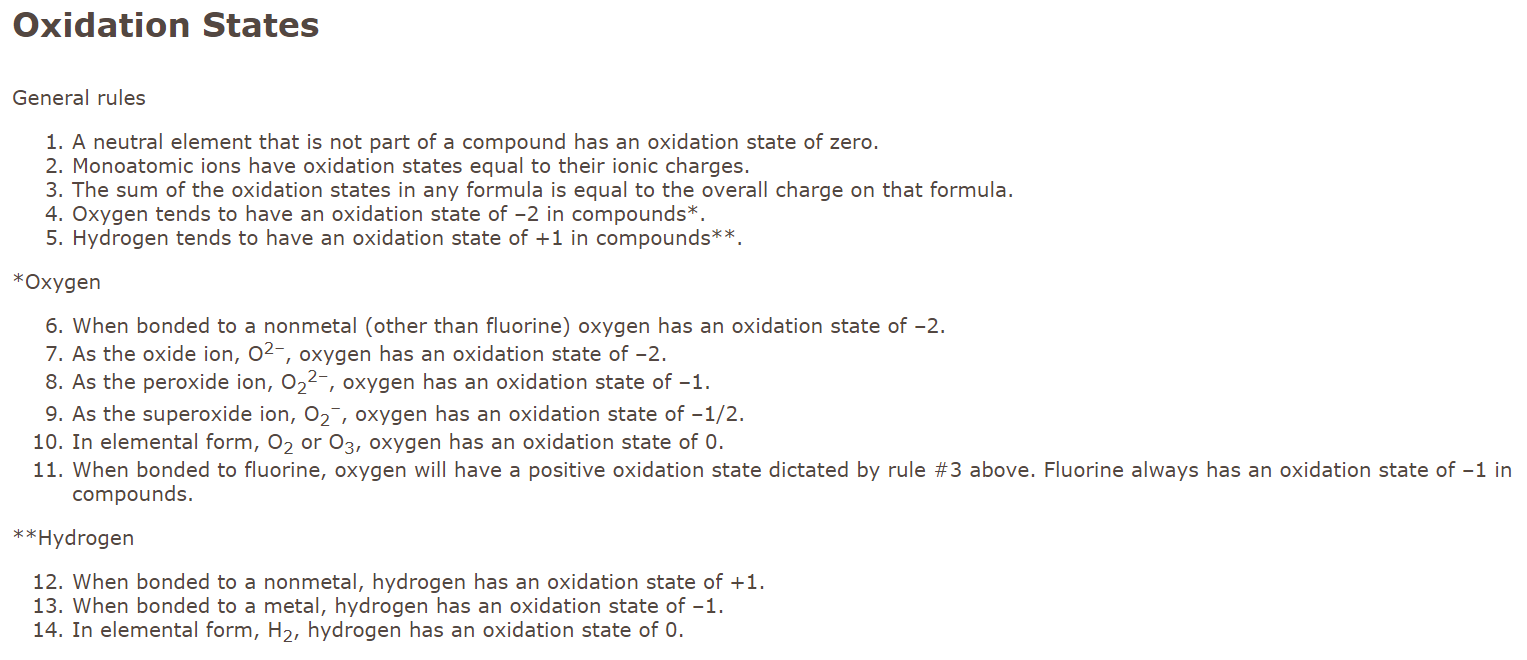 Oxidation States
General rules
1. A neutral element that is not part of a compound has an oxidation state of zero.
2. Monoatomic ions have oxidation states equal to their ionic charges.
3. The sum of the oxidation states in any formula is equal to the overall charge on that formula.
4. Oxygen tends to have an oxidation state of –2 in compounds*.
5. Hydrogen tends to have an oxidation state of +1 in compounds**.
*Oxygen
6. When bonded to a nonmetal (other than fluorine) oxygen has an oxidation state of –2.
7. As the oxide ion, O²⁻, oxygen has an oxidation state of –2.
8. As the peroxide ion, O₂²⁻, oxygen has an oxidation state of –1.
9. As the superoxide ion, O₂⁻, oxygen has an oxidation state of –1/2.
10. In elemental form, O₂ or O₃, oxygen has an oxidation state of 0.
11. When bonded to fluorine, oxygen will have a positive oxidation state dictated by rule #3 above. Fluorine always has an oxidation state of –1 in
compounds.
**Hydrogen
12. When bonded to a nonmetal, hydrogen has an oxidation state of +1.
13. When bonded to a metal, hydrogen has an oxidation state of –1.
14. In elemental form, H₂, hydrogen has an oxidation state of 0.